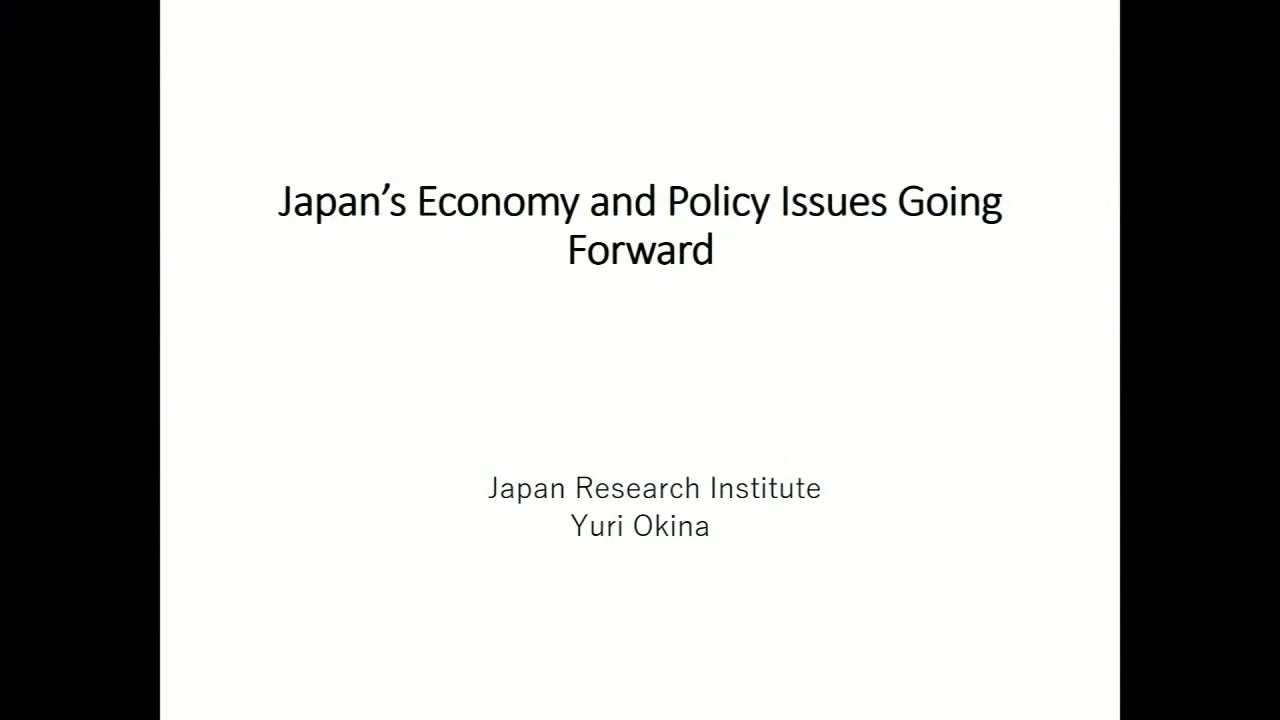 Japan’s Economy and Policy Issues Going
Forward
Japan Research Institute
Yuri Okina